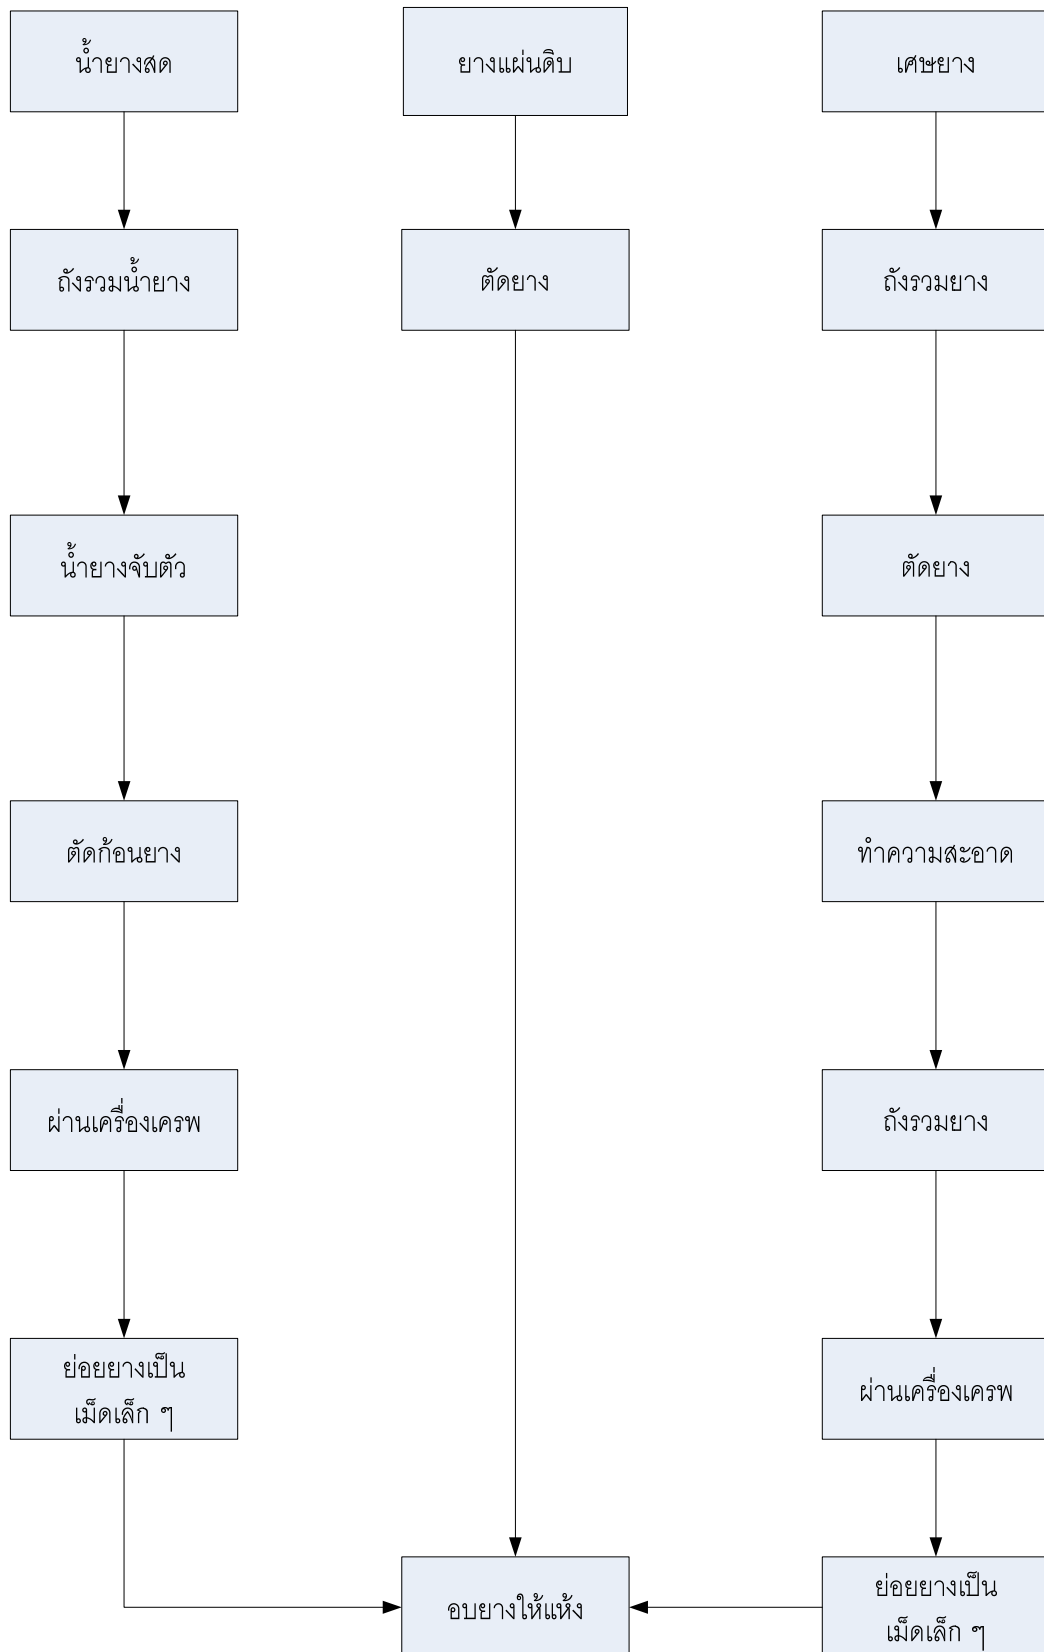 น้ำยางสด
ยางแผ่นดิบ
เศษยาง
ถังรวมน้ำยาง
ตัดยาง
ถังรวมยาง
น้ำยางจับตัว
ตัดยาง
ตัดก้อนยาง
ทำความสะอาด
ผ่านเครื่องเครพ
ถังรวมยาง
ย่อยยางเป็น
เม็ดเล็ก ๆ
ผ่านเครื่องเครพ
อบยางให้แห้ง
ย่อยยางเป็น
เม็ดเล็ก ๆ